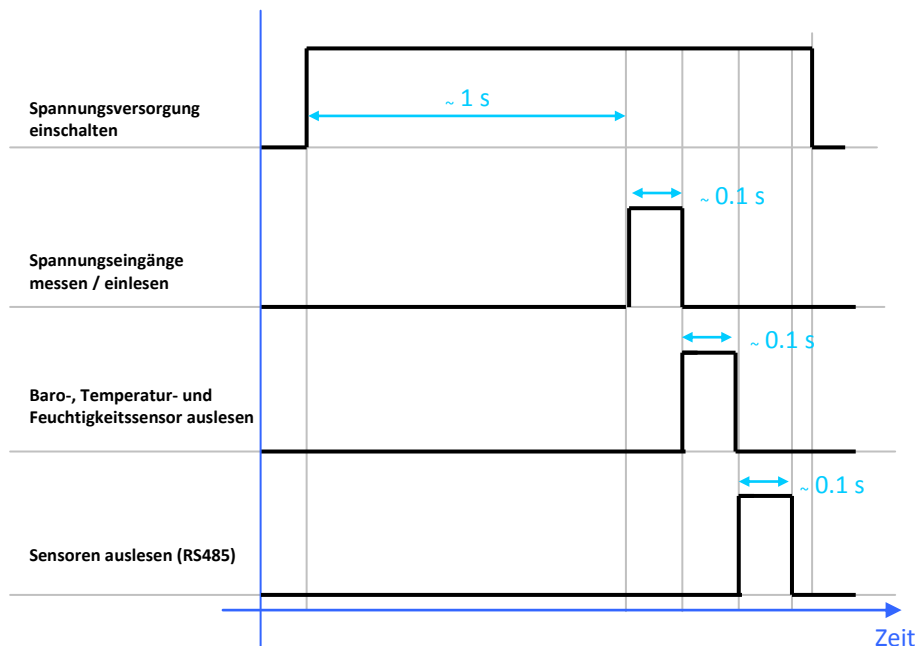 Spannungsversorgung
einschalten
~ 1 s
Spannungseingänge
messen / einlesen
~ 0.1 s
Baro-, Temperatur- und
Feuchtigkeitssensor auslesen
~ 0.1 s
Sensoren auslesen (RS485)
~ 0.1 s
Zeit